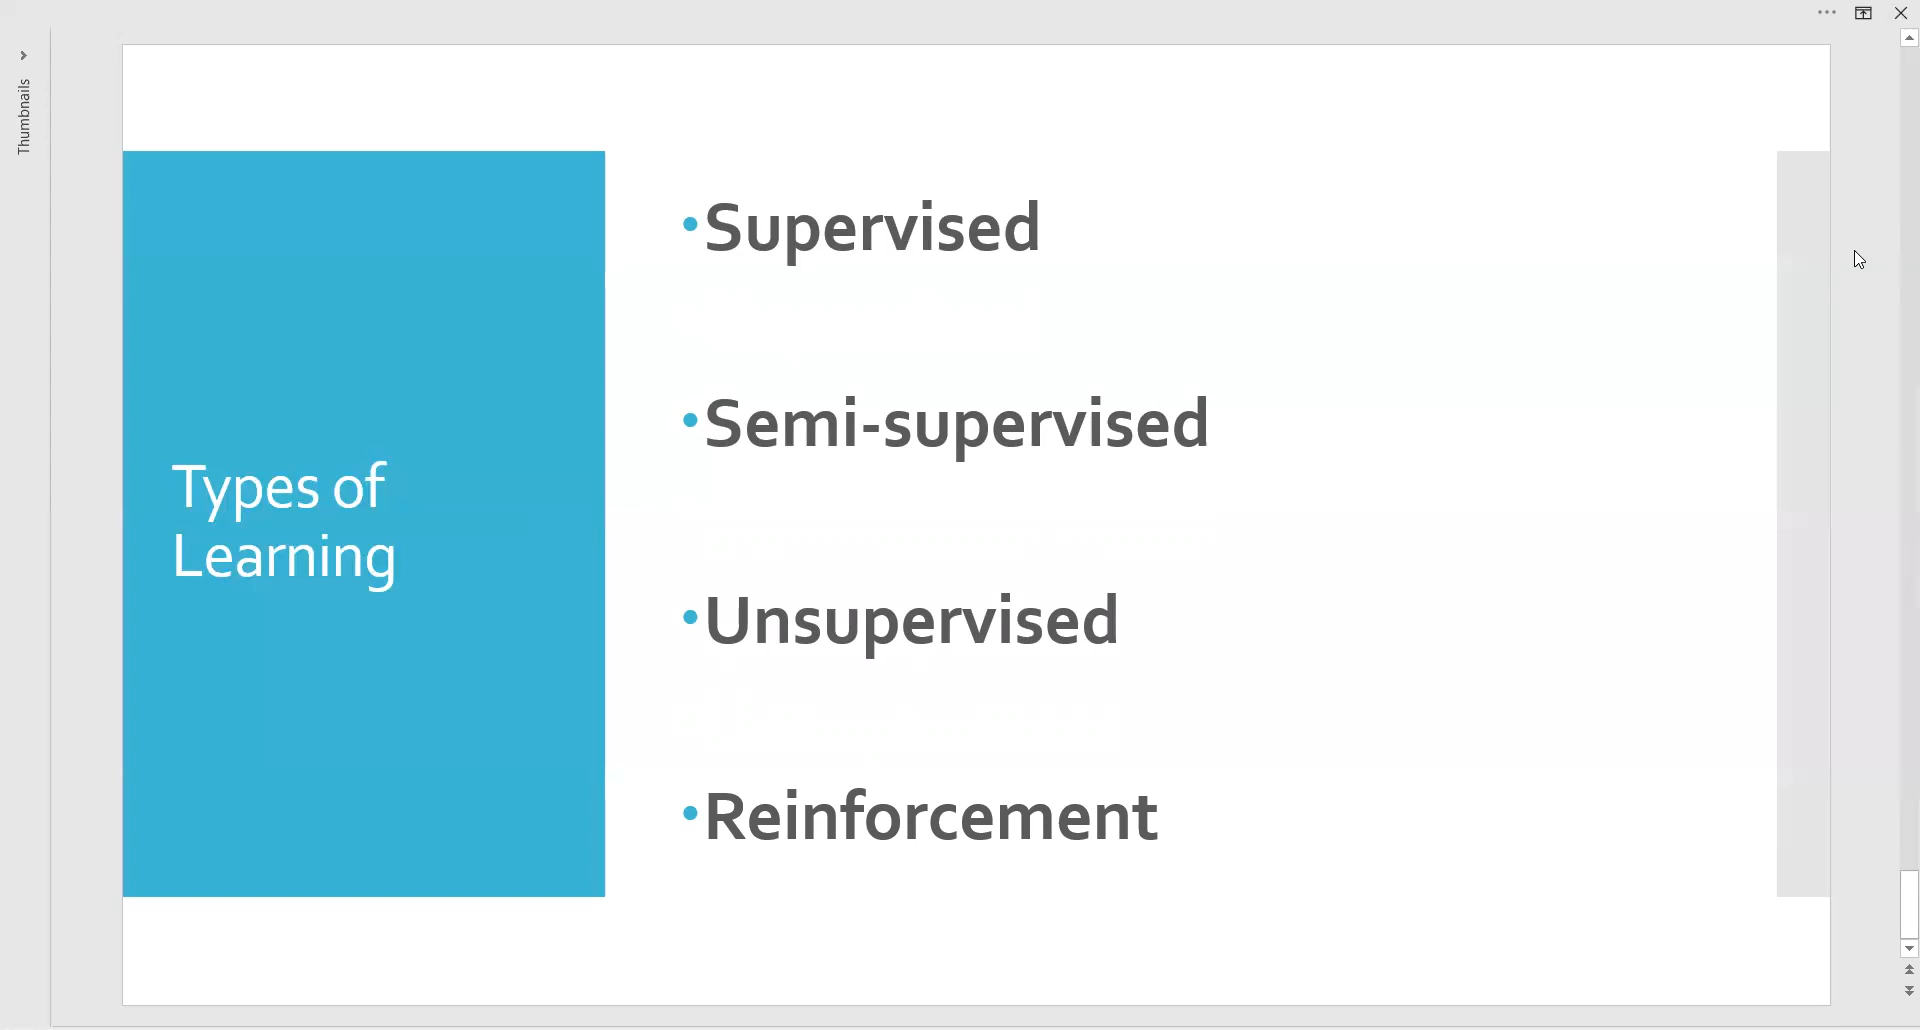 Thumbnails
Types of
Learning
•Supervised
•Semi-supervised
•Unsupervised
•Reinforcement